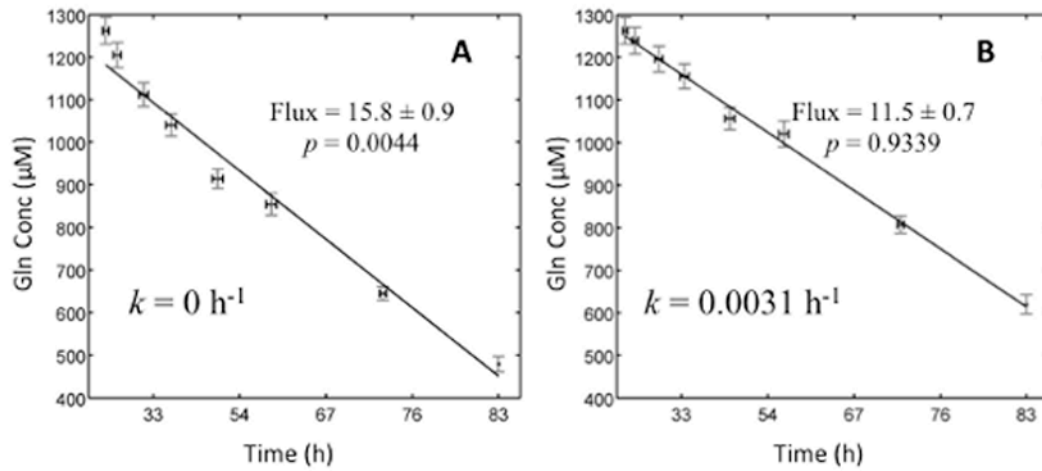 A
1300
1200
1100
1000
900
800
700
600
500
400
Gln Conc (µM)
Flux = 15.8 ± 0.9
p = 0.0044
k = 0 h-1
33 54 67 76 83
Time (h)
B
1300
1200
1100
1000
900
800
700
600
500
400
Gln Conc (µM)
Flux = 11.5 ± 0.7
p = 0.9339
k = 0.0031 h-1
33 54 67 76 83
Time (h)